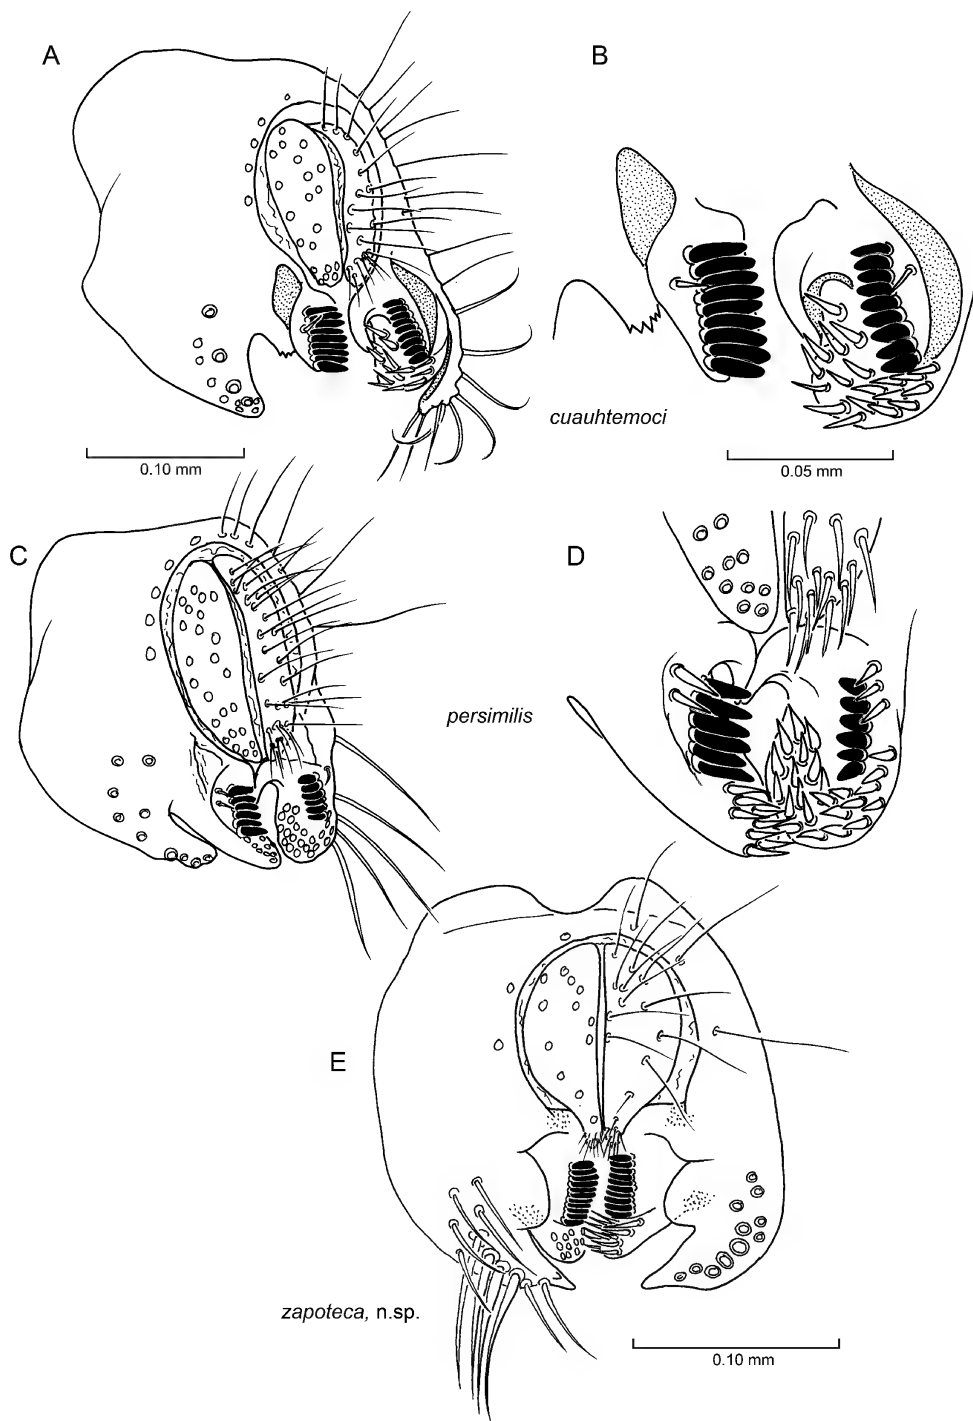 A
B
cuauhtemoci
0.10 mm
0.05 mm
C
D
persimilis
E
zapoteca, n.sp.
0.10 mm